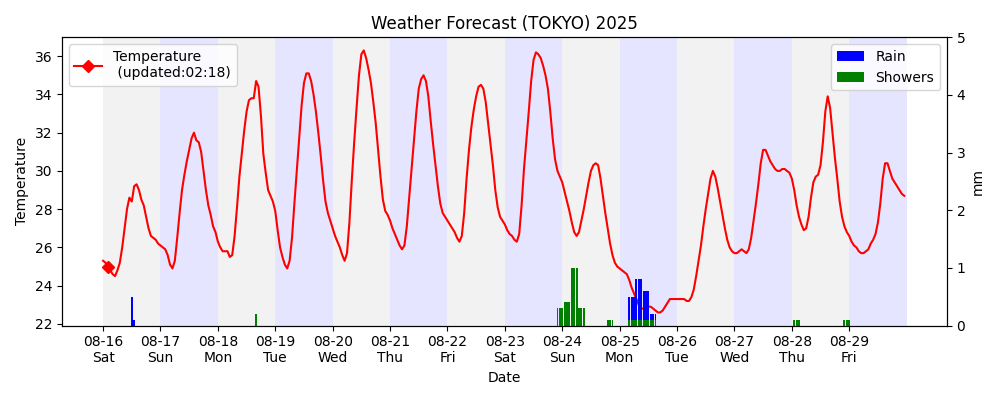 Weather Forecast (TOKYO) 2025
Temperature
(updated:02:18)
Rain
Showers
Temperature
36
34
32
30
28
26
24
22
5
4
3
2
1
0
mm
08-16 08-17 08-18 08-19 08-20 08-21 08-22 08-23 08-24 08-25 08-26 08-27 08-28 08-29
Sat Sun Mon Tue Wed Thu Fri Sat Sun Mon Tue Wed Thu Fri
Date